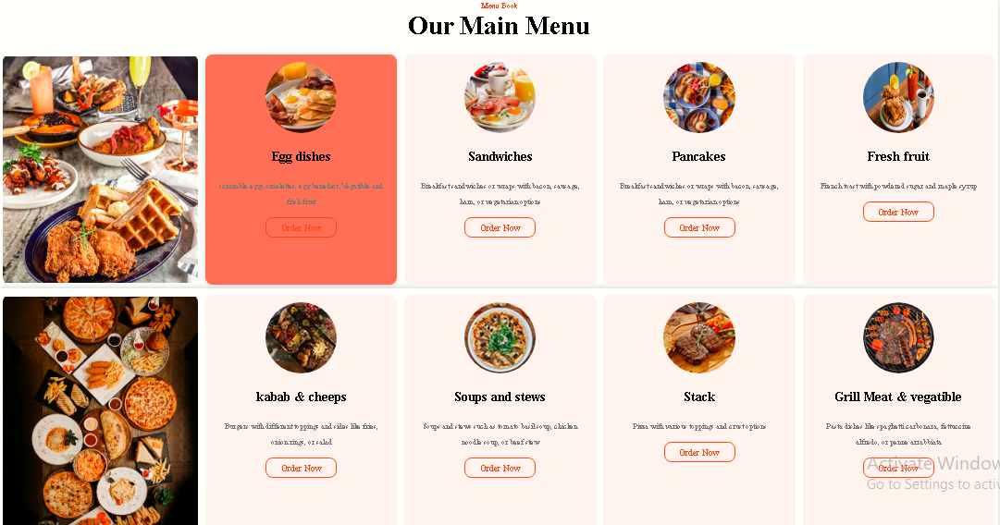 Menu Book
Our Main Menu
Egg dishes
scramble eggs, omelettes, egg benedict, Vegatible and
fresh fruit
Order Now
Sandwiches
Breakfast sandwiches or wraps with bacon, sausage,
ham, or vegetarian options
Order Now
Pancakes
Breakfast sandwiches or wraps with bacon, sausage,
ham, or vegetarian options
Order Now
Fresh fruit
French toast with powdered sugar and maple syrup
Order Now
kabab & cheeps
Burgers with different toppings and sides like fries,
onion rings, or salad
Order Now
Soups and stews
Soups and stews such as tomato basil soup, chicken
noodle soup, or beef stew
Order Now
Stack
Pizza with various toppings and crust options
Order Now
Grill Meat & vegatible
Pasta dishes like spaghetti carbonara, fettuccine
alfredo, or penne arrabbiata
Order Now
Activate Window
Go to Settings to activ